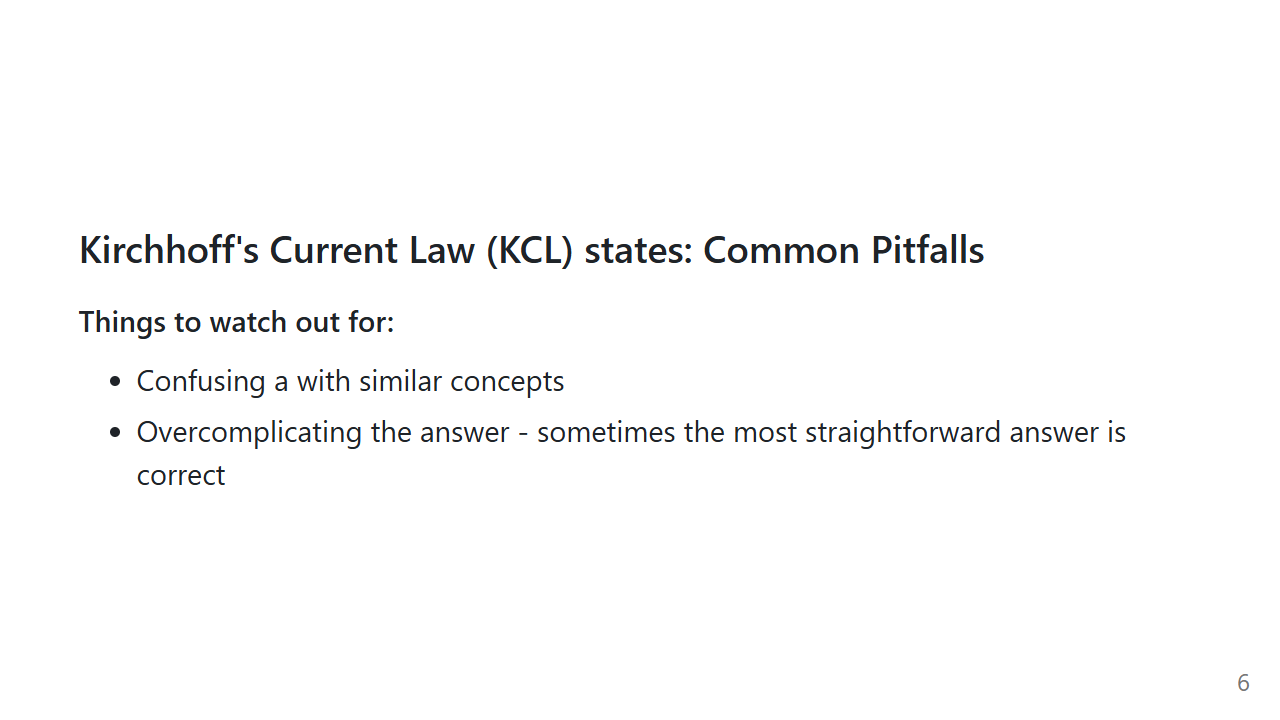 Kirchhoff's Current Law (KCL) states: Common Pitfalls
Things to watch out for:
• Confusing a with similar concepts
• Overcomplicating the answer - sometimes the most straightforward answer is
correct
6